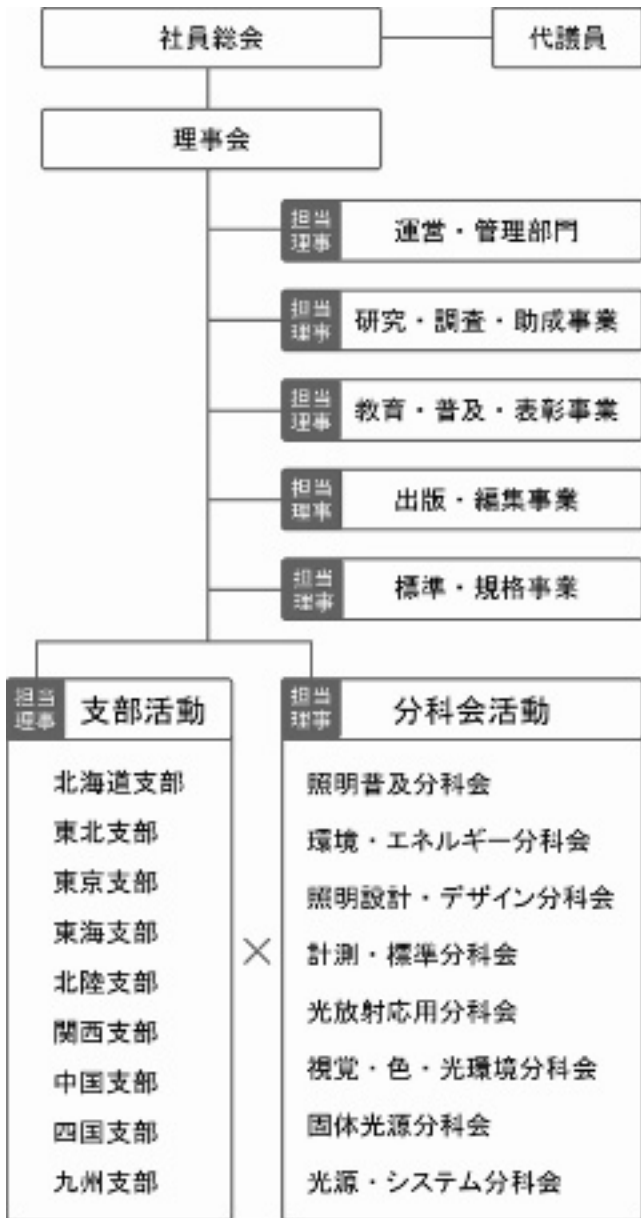 社員総会
代議員
理事会
担当
理事
運営・管理部門
担当
理事
研究・調査・助成事業
担当
理事
教育・普及・表彰事業
担当
理事
出版・編集事業
担当
理事
標準・規格事業
担当
理事
支部活動
北海道支部
東北支部
東京支部
東海支部
北陸支部
関西支部
中国支部
四国支部
九州支部
×
担当
理事
分科会活動
照明普及分科会
環境・エネルギー分科会
照明設計・デザイン分科会
計測・標準分科会
光放射応用分科会
視覚・色・光環境分科会
固体光源分科会
光源・システム分科会